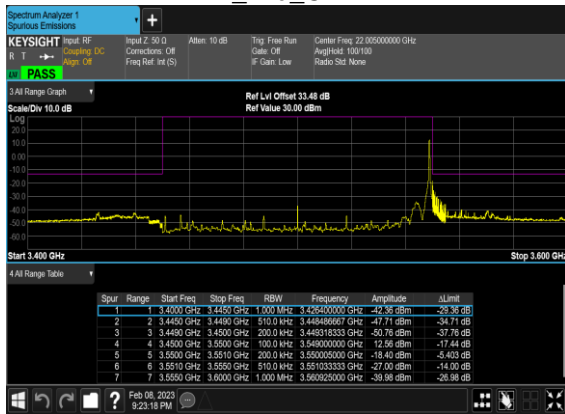 Spectrum Analyzer 1
Spurious Emissions
+
KEYSIGHT Input: RF Input Z: 50 Ω Atten: 10 dB Trig: Free Run Center Freq: 22.005000000 GHz
R T Coupling: DC Corrections: Off Gate: Off Avg|Hold: 100/100
Align: Off Freq Ref: Int (S) IF Gain: Low Radio Std: None
PASS
3 All Range Graph
Ref Lvl Offset 33.48 dB
Scale/Div 10.0 dB Ref Value 30.00 dBm
Log
20.0
10.0
0.00
-10.0
-20.0
-30.0
-40.0
-50.0
-60.0
Start 3.400 GHz Stop 3.600 GHz
4 All Range Table
Spur Range Start Freq Stop Freq RBW Frequency Amplitude ΔLimit
1 1 3.4000 GHz 3.4450 GHz 1.000 MHz 3.426400000 GHz -42.36 dBm -29.36 dB
2 2 3.4450 GHz 3.4490 GHz 510.0 kHz 3.448486667 GHz -47.71 dBm -34.71 dB
3 3 3.4490 GHz 3.4500 GHz 200.0 kHz 3.449318333 GHz -50.76 dBm -37.76 dB
4 4 3.4500 GHz 3.5500 GHz 100.0 kHz 3.549000000 GHz 12.56 dBm -17.44 dB
5 5 3.5500 GHz 3.5510 GHz 200.0 kHz 3.550005000 GHz -18.40 dBm -5.403 dB
6 6 3.5510 GHz 3.5550 GHz 510.0 kHz 3.551033333 GHz -27.00 dBm -14.00 dB
7 7 3.5550 GHz 3.6000 GHz 1.000 MHz 3.560925000 GHz -39.98 dBm -26.98 dB
? Feb 08, 2023
9:23:18 PM